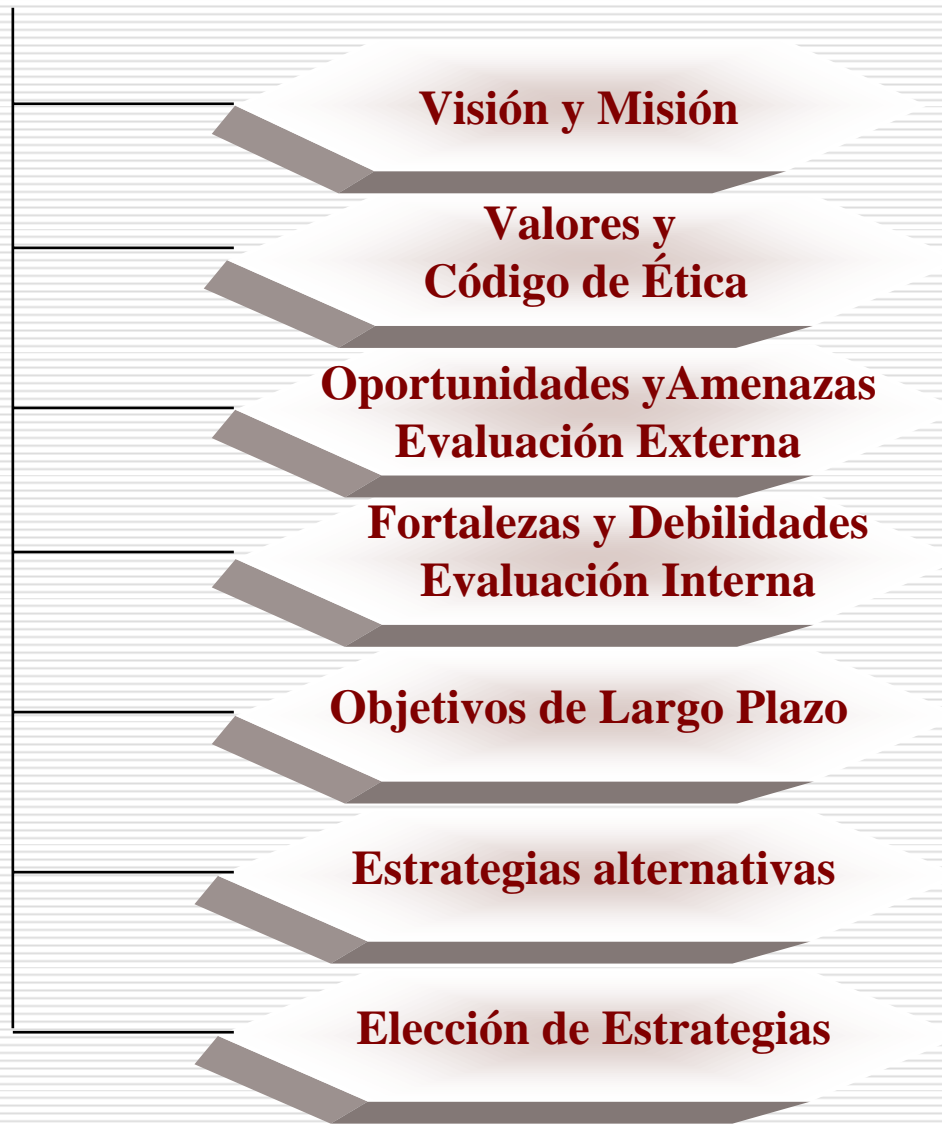 Visión y Misión
Valores y
Código de Ética
Oportunidades yAmenazas
Evaluación Externa
Fortalezas y Debilidades
Evaluación Interna
Objetivos de Largo Plazo
Estrategias alternativas
Elección de Estrategias